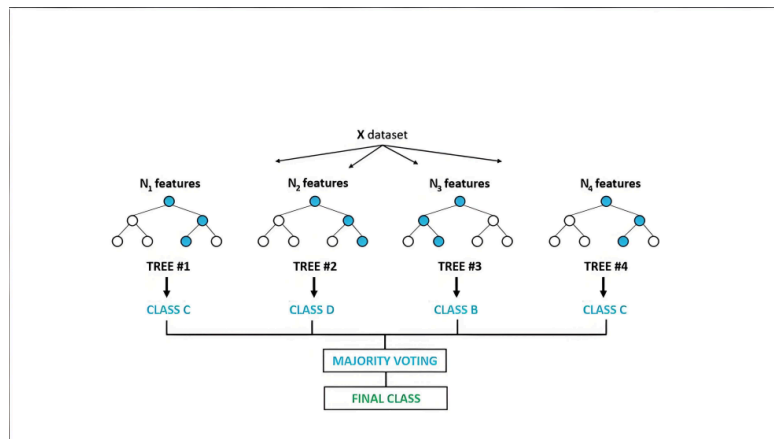 X dataset
N₁ features N₂ features N₃ features N₄ features
TREE #1 TREE #2 TREE #3 TREE #4
CLASS C CLASS D CLASS B CLASS C
MAJORITY VOTING
FINAL CLASS